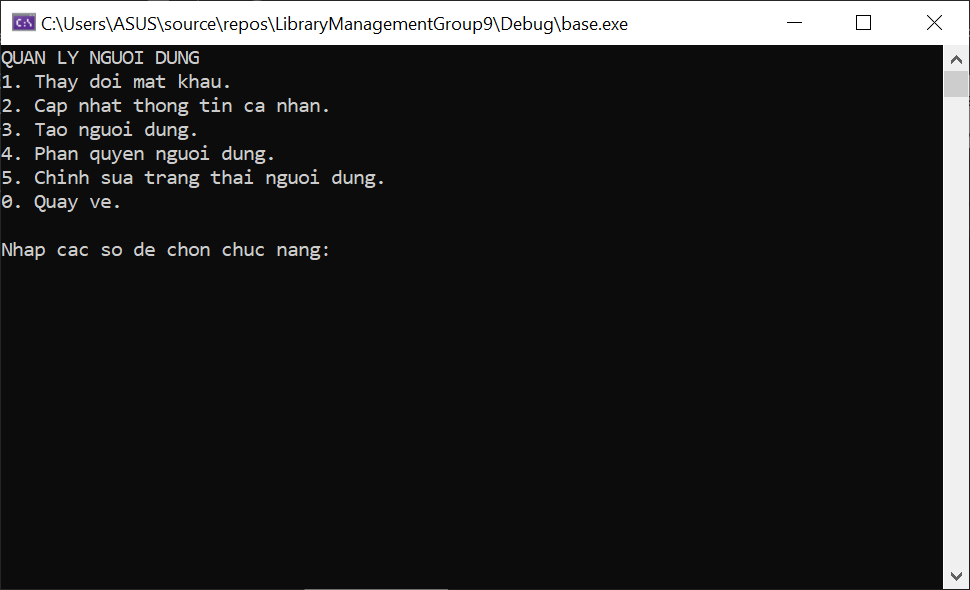 C:\Users\ASUS\source\repos\LibraryManagementGroup9\Debug\base.exe
QUAN LY NGUOI DUNG
1. Thay doi mat khau.
2. Cap nhat thong tin ca nhan.
3. Tao nguoi dung.
4. Phan quyen nguoi dung.
5. Chinh sua trang thai nguoi dung.
0. Quay ve.
Nhap cac so de chon chuc nang: